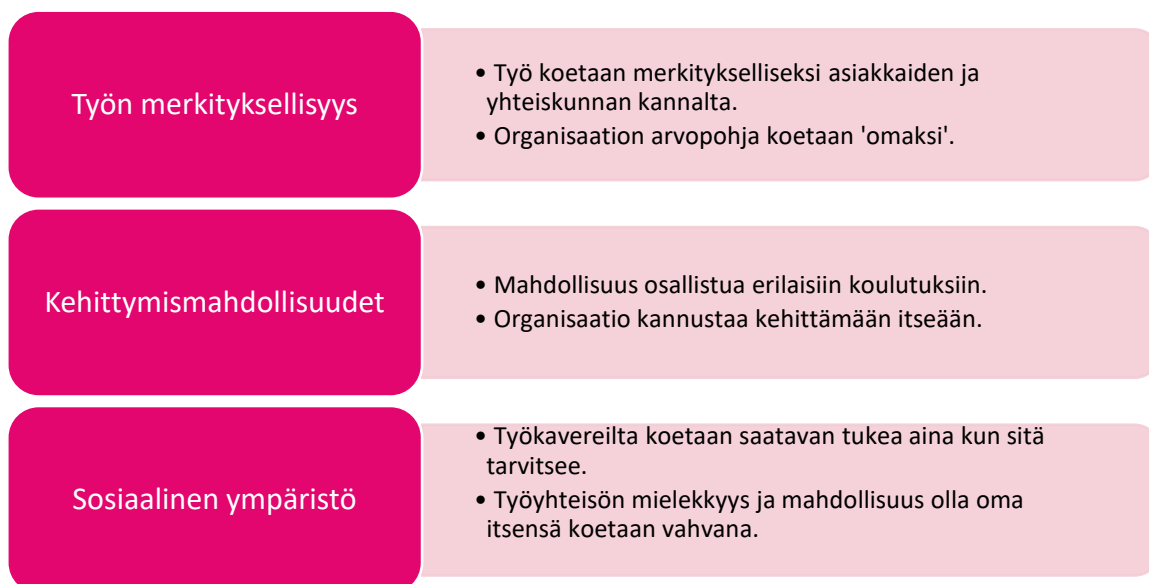 Työn merkityksellisyys
• Työ koetaan merkitykselliseksi asiakkaiden ja
yhteiskunnan kannalta.
• Organisaation arvopohja koetaan 'omaksi'.
Kehittymismahdollisuudet
• Mahdollisuus osallistua erilaisiin koulutuksiin.
• Organisaatio kannustaa kehittämään itseään.
Sosiaalinen ympäristö
• Työkavereilta koetaan saatavan tukea aina kun sitä
tarvitsee.
• Työyhteisön mielekkyys ja mahdollisuus olla oma
itsensä koetaan vahvana.